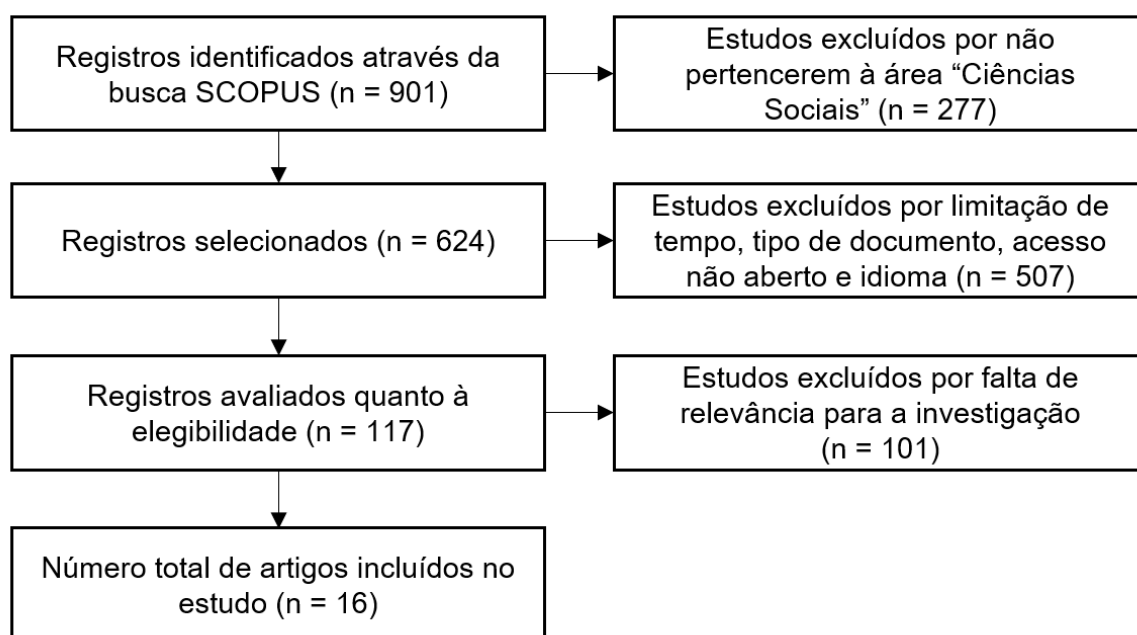 Registros identificados através da
busca SCOPUS (n = 901)
Estudos excluídos por não
pertencerem à área “Ciências
Sociais” (n = 277)
Registros selecionados (n = 624)
Estudos excluídos por limitação de
tempo, tipo de documento, acesso
não aberto e idioma (n = 507)
Registros avaliados quanto à
elegibilidade (n = 117)
Estudos excluídos por falta de
relevância para a investigação
(n = 101)
Número total de artigos incluídos no
estudo (n = 16)